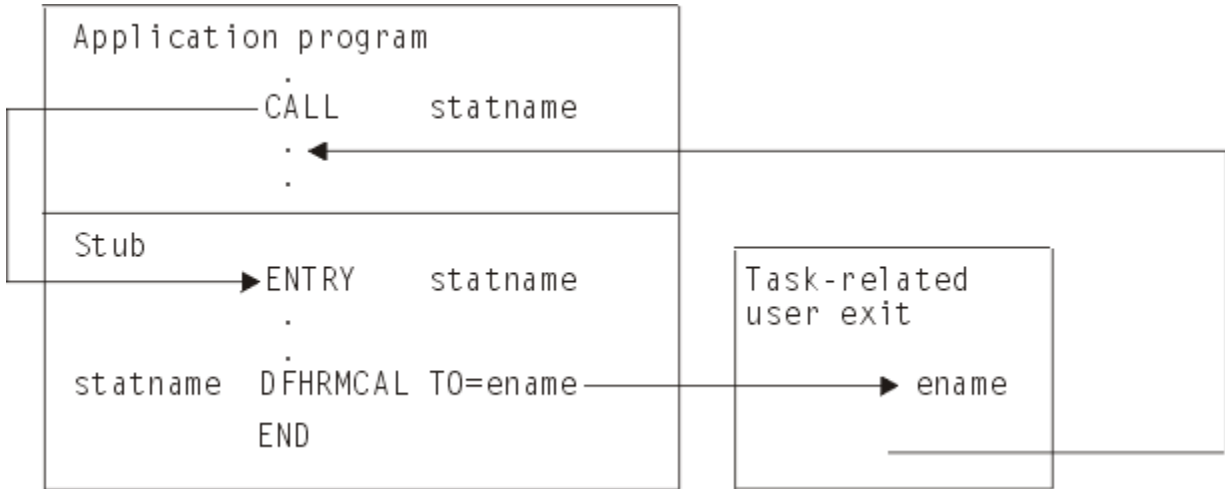 Application program
.
CALL statname
.
.
Stub
ENTRY statname
.
.
statname DFHRMCAL TO=ename
END
Task-related
user exit
ename